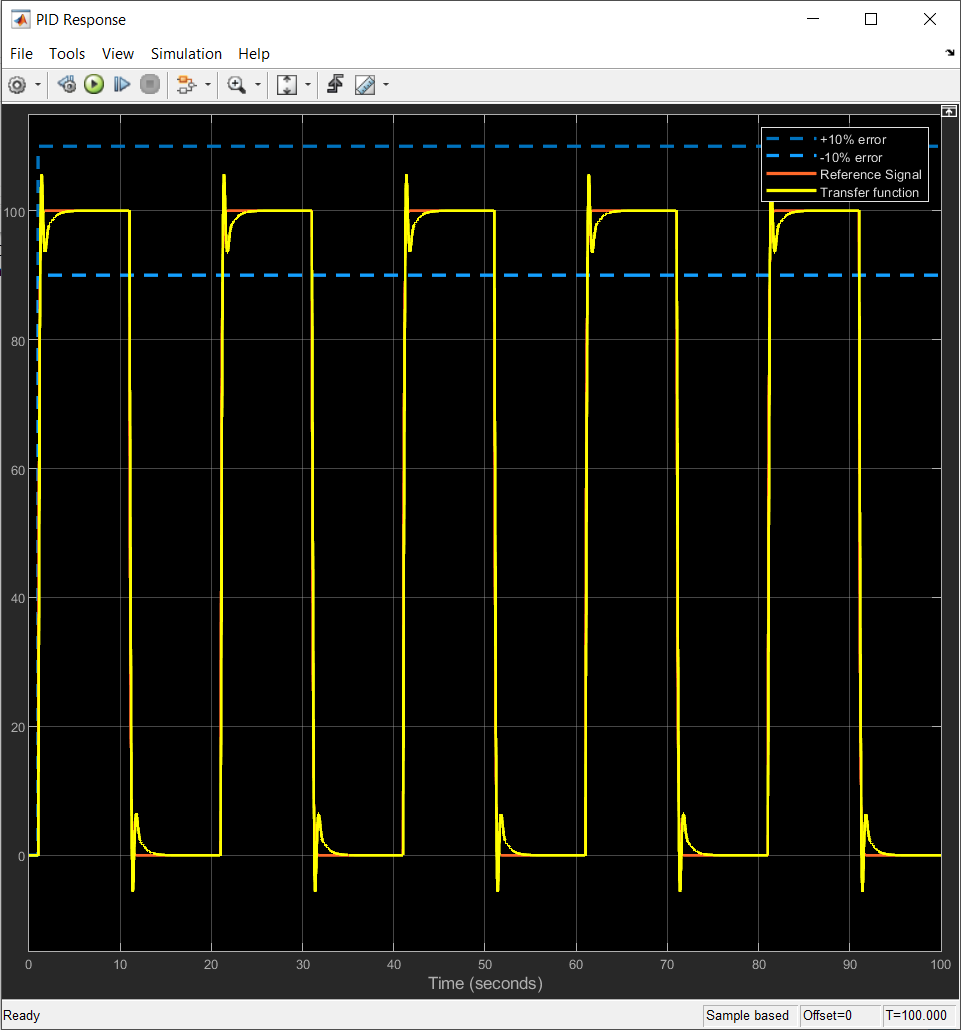 PID Response
File Tools View Simulation Help
+10% error
-10% error
Reference Signal
Transfer function
100
80
60
40
20
0
0 10 20 30 40 50 60 70 80 90 100
Time (seconds)
Ready Sample based Offset=0 T=100.000